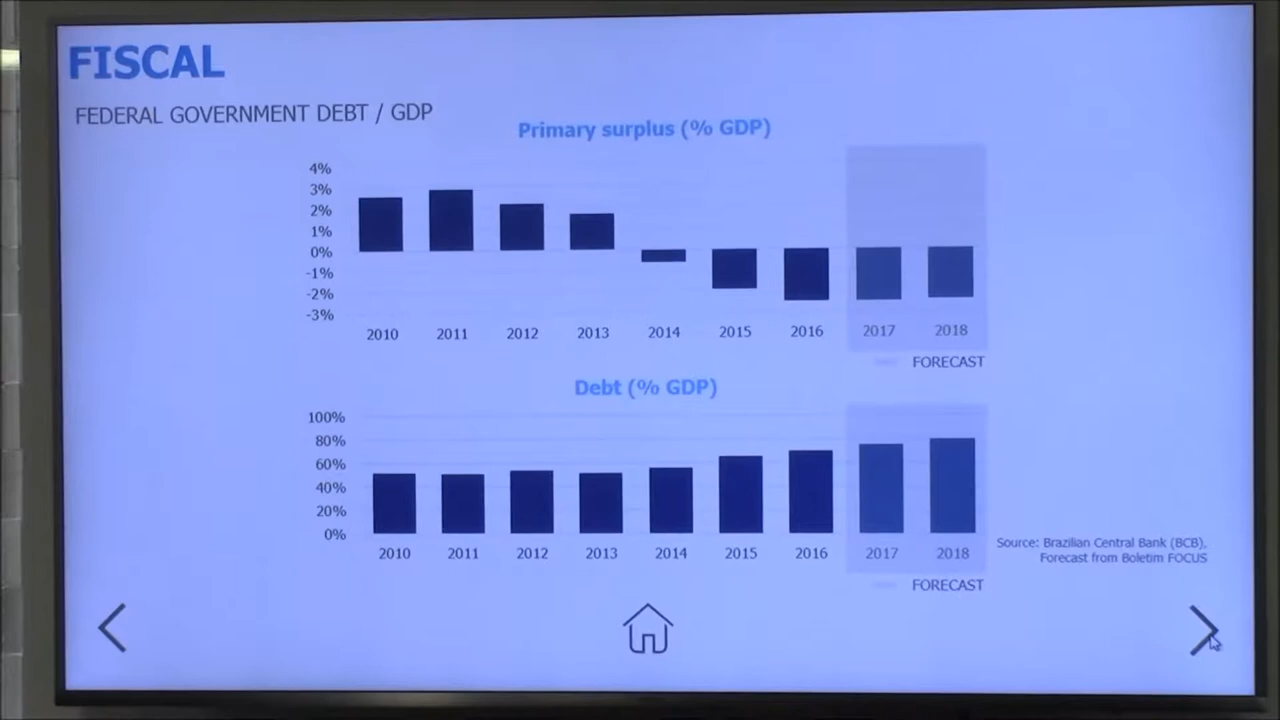 FISCAL
FEDERAL GOVERNMENT DEBT / GDP
Primary surplus (% GDP)
4%
3%
2%
1%
0%
-1%
-2%
-3%
2010 2011 2012 2013 2014 2015 2016 2017 2018
FORECAST
Debt (% GDP)
100%
80%
60%
40%
20%
0%
2010 2011 2012 2013 2014 2015 2016 2017 2018
Source: Brazilian Central Bank (BCB),
Forecast from Boletim FOCUS
FORECAST